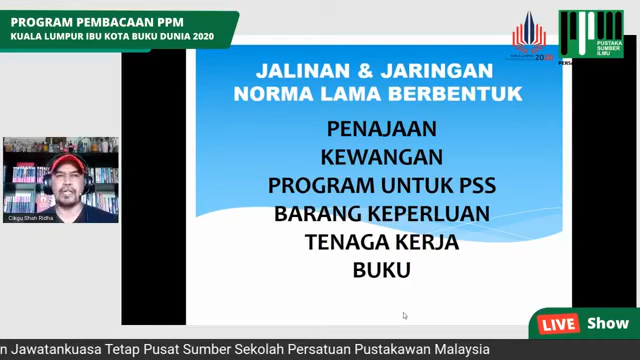 PROGRAM PEMBACAAN PPM
KUALA LUMPUR IBU KOTA BUKU DUNIA 2020
2020
PUSTAKA
SUMBER
ILMU
JALINAN & JARINGAN
NORMA LAMA BERBENTUK
PENAJAAN
KEWANGAN
PROGRAM UNTUK PSS
BARANG KEPERLUAN
TENAGA KERJA
BUKU
Cikgu Shah Ridha
LIVE Show
n Jawatankuasa Tetap Pusat Sumber Sekolah Persatuan Pustakawan Malaysia